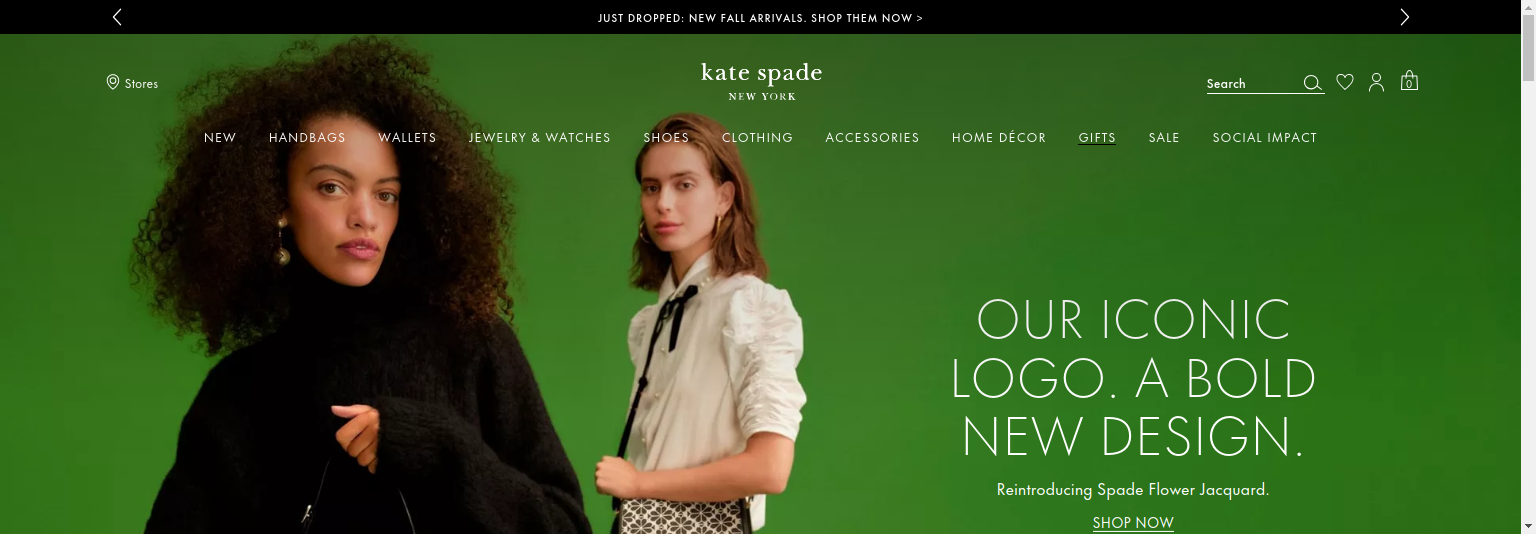 JUST DROPPED: NEW FALL ARRIVALS. SHOP THEM NOW >
Stores
kate spade
NEW YORK
Search
0
NEW HANDBAGS WALLETS JEWELRY & WATCHES SHOES CLOTHING ACCESSORIES HOME DÉCOR GIFTS SALE SOCIAL IMPACT
OUR ICONIC
LOGO. A BOLD
NEW DESIGN.
Reintroducing Spade Flower Jacquard.
SHOP NOW